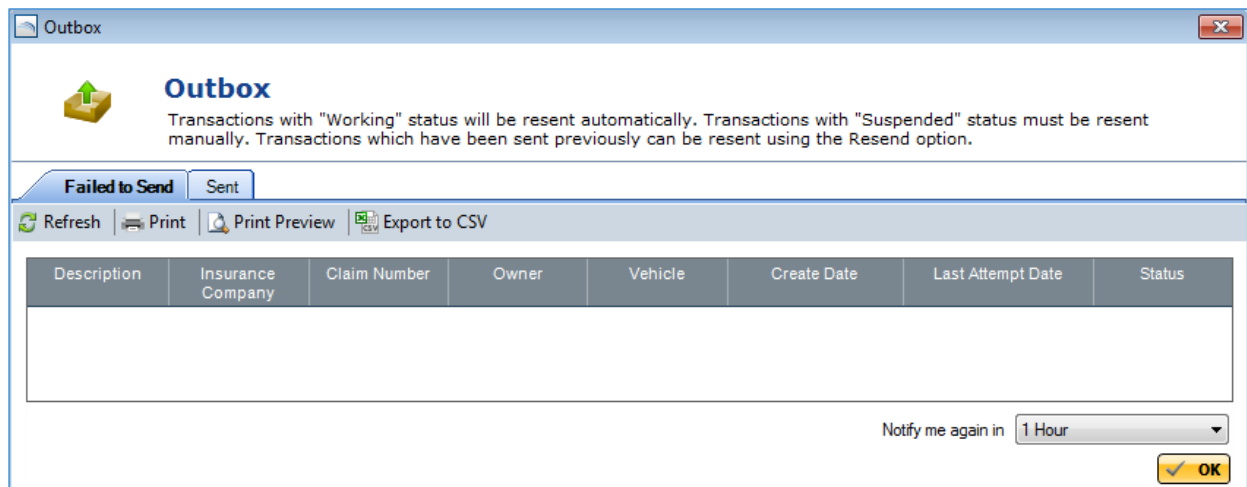 Outbox
Outbox
Transactions with "Working" status will be resent automatically. Transactions with "Suspended" status must be resent
manually. Transactions which have been sent previously can be resent using the Resend option.
Failed to Send Sent
Refresh Print Print Preview CSV Export to CSV
Description Insurance Company Claim Number Owner Vehicle Create Date Last Attempt Date Status
Notify me again in 1 Hour
OK